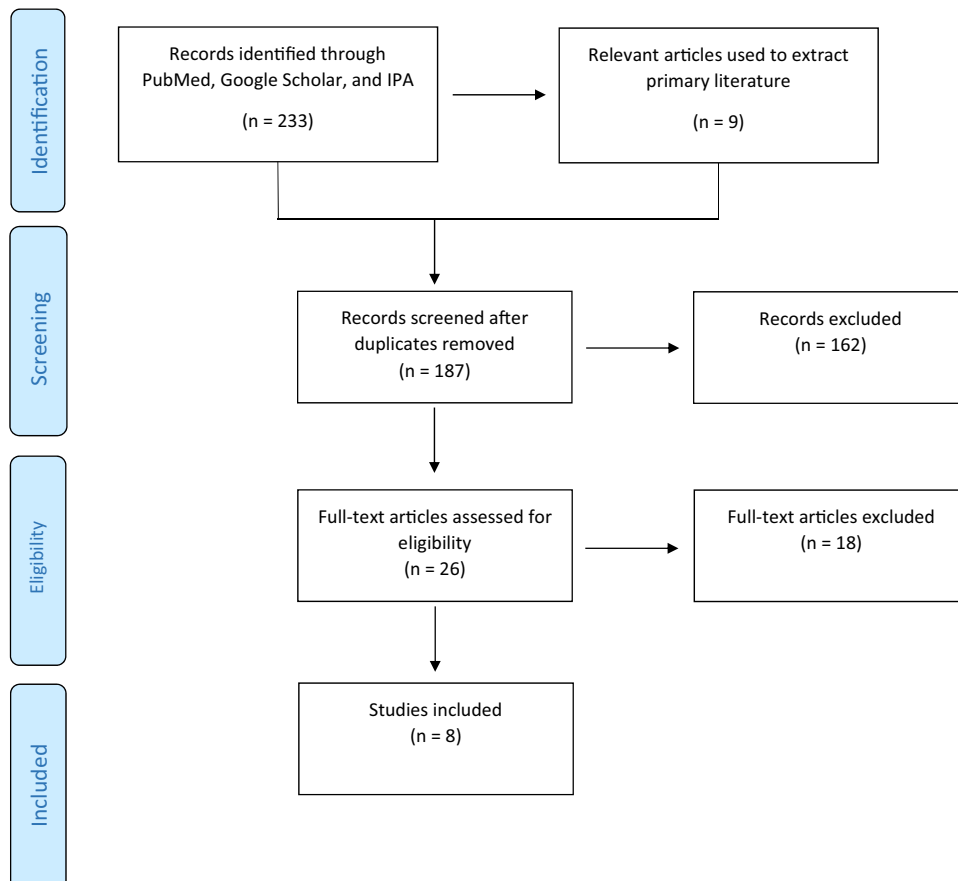 Identification
Records identified through
PubMed, Google Scholar, and IPA
(n = 233)
Relevant articles used to extract
primary literature
(n = 9)
Screening
Records screened after
duplicates removed
(n = 187)
Records excluded
(n = 162)
Eligibility
Full-text articles assessed for
eligibility
(n = 26)
Full-text articles excluded
(n = 18)
Included
Studies included
(n = 8)